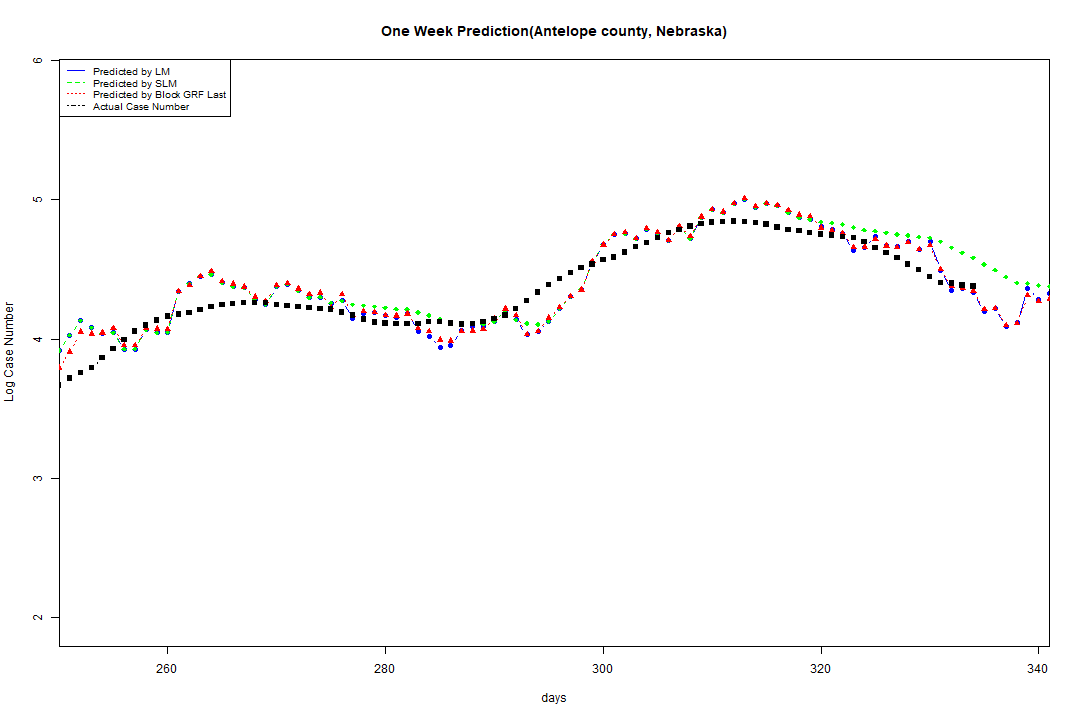 One Week Prediction(Antelope county, Nebraska)
Predicted by LM
Predicted by SLM
Predicted by Block GRF Last
Actual Case Number
6
5
4
3
2
Log Case Number
260 280 300 320 340
days